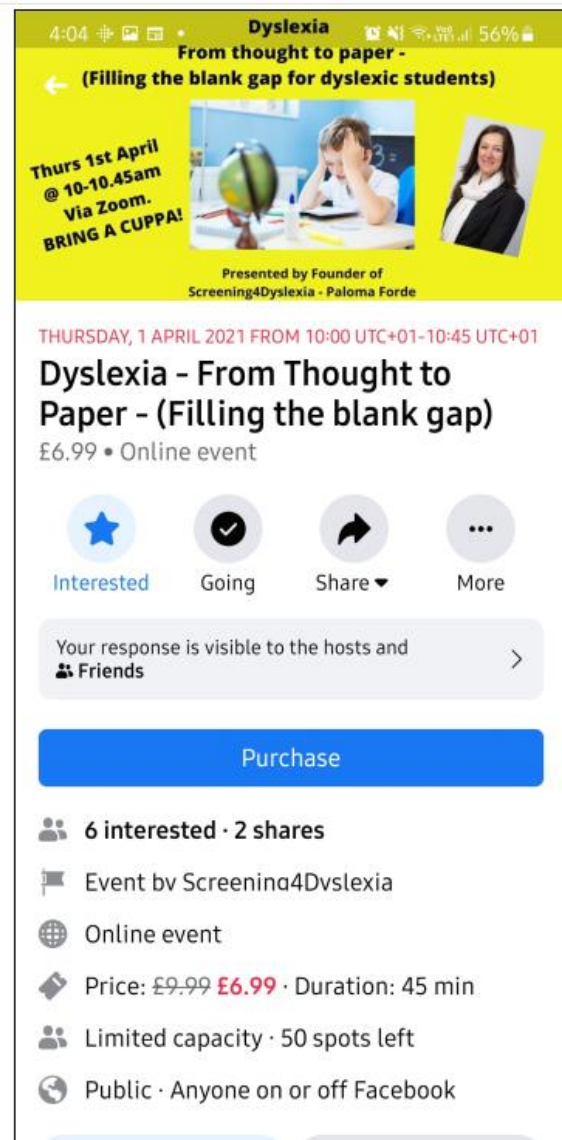 4:04
Dyslexia
56%
From thought to paper -
(Filling the blank gap for dyslexic students)
Thurs 1st April
@ 10-10.45am
Via Zoom.
BRING A CUPPA!
3=
Presented by Founder of
Screening4Dyslexia - Paloma Forde
THURSDAY, 1 APRIL 2021 FROM 10:00 UTC+01-10:45 UTC+01
Dyslexia - From Thought to
Paper - (Filling the blank gap)
£6.99 • Online event
Interested
Going
Share
More
Your response is visible to the hosts and
Friends
Purchase
6 interested · 2 shares
Event by Screening4Dyslexia
Online event
Price: £9.99 £6.99 · Duration: 45 min
Limited capacity · 50 spots left
Public · Anyone on or off Facebook